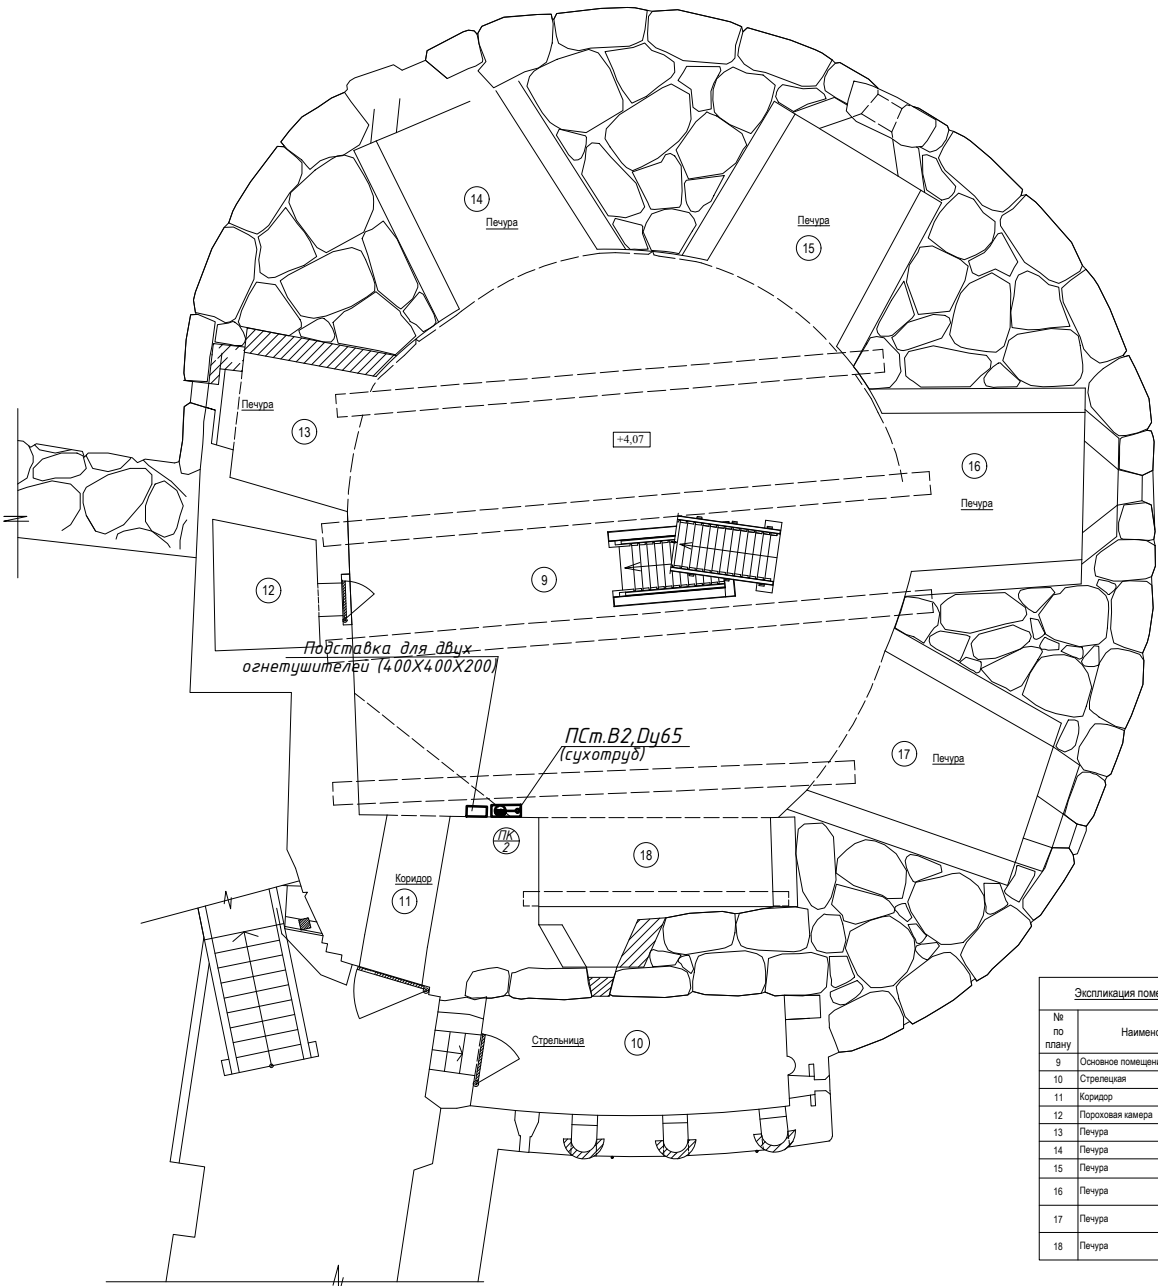 14
Печура
Печура
15
Печура
13
+4,07
16
Печура
9
12
Подставка для двух
огнетушителей (400Х400Х200)
ПСт.В2,Dу65
(сухотруб)
17
Печура
ПК
2
18
Коридор
11
Стрельница
10
Экспликация поме
№
по
плану
Наимено
9 Основное помещени
10 Стрелецкая
11 Коридор
12 Пороховая камера
13 Печура
14 Печура
15 Печура
16 Печура
17 Печура
18 Печура